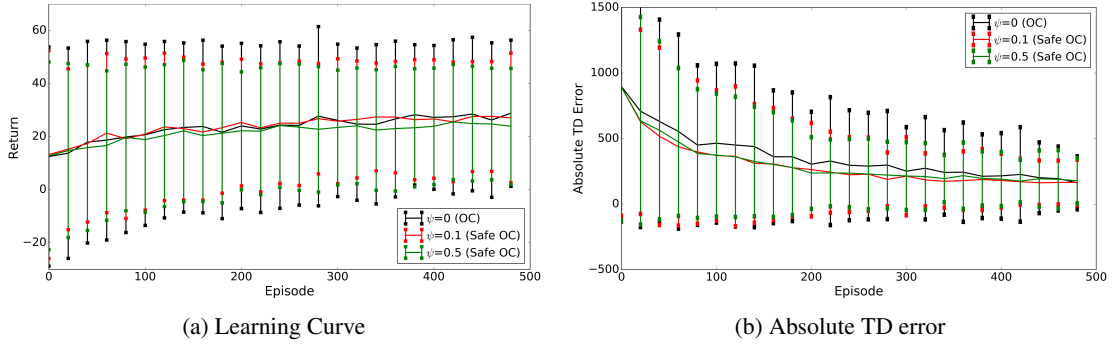 60
40
20
0
−20
0
100
200
300
400
500
Return
Episode
ψ=0 (OC)
ψ=0.1 (Safe OC)
ψ=0.5 (Safe OC)
(a) Learning Curve
1500
1000
500
0
−500
0
100
200
300
400
500
Absolute TD Error
Episode
ψ=0 (OC)
ψ=0.1 (Safe OC)
ψ=0.5 (Safe OC)
(b) Absolute TD error